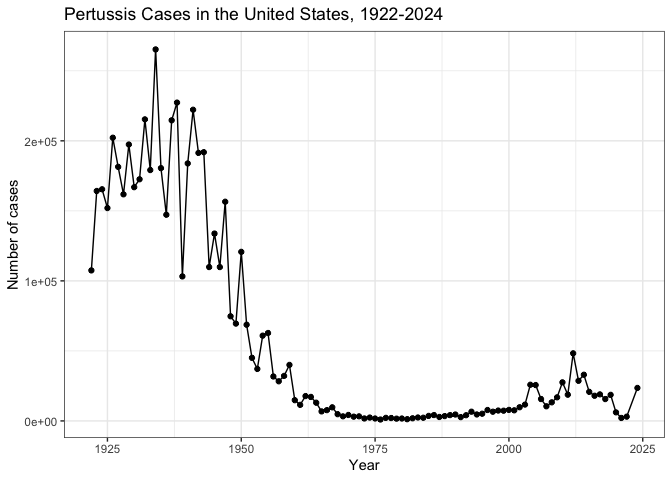 Pertussis Cases in the United States, 1922-2024
Number of cases
2e+05
1e+05
0e+00
1925 1950 1975 2000 2025
Year